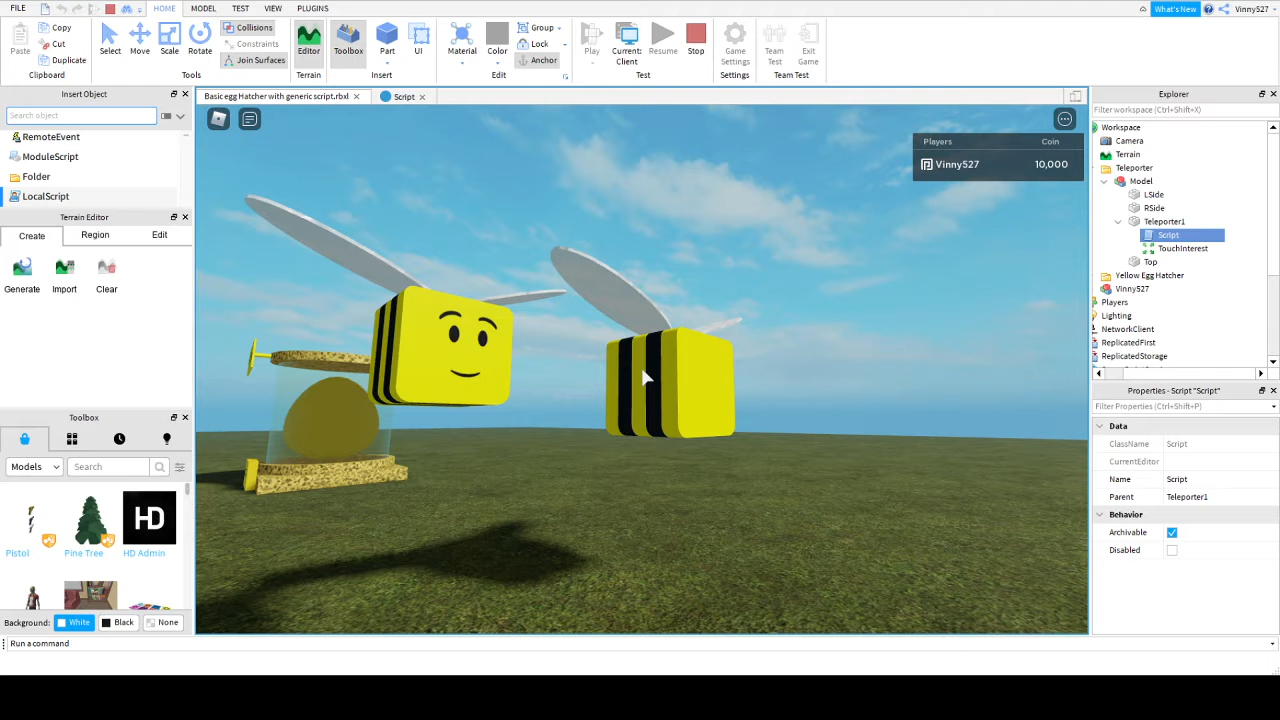 FILE HOME MODEL TEST VIEW PLUGINS What's New Vinny527
Paste Copy Cut Duplicate Clipboard
Select Move Scale Rotate Collisions Constraints Join Surfaces Tools
Editor Terrain
Toolbox Part UI Insert
Material Color Group Lock Anchor Edit
Play Current: Client Resume Stop Test
Game Settings Settings
Team Test Exit Game Team Test
Insert Object
Search object
RemoteEvent
ModuleScript
Folder
LocalScript
Terrain Editor
Create Region Edit
Generate Import Clear
Toolbox
Models Search
Pistol Pine Tree HD Admin
HD
Background: White Black None
Run a command
Basic egg Hatcher with generic script.rbxl Script
Players Coin
Vinny527 10,000
Explorer
Filter workspace (Ctrl+Shift+X)
Workspace
Camera
Terrain
Teleporter
Model
LSide
RSide
Teleporter1
Script
TouchInterest
Top
Yellow Egg Hatcher
Vinny527
Players
Lighting
NetworkClient
ReplicatedFirst
ReplicatedStorage
Properties - Script "Script"
Filter Properties (Ctrl+Shift+P)
Data
ClassName Script
CurrentEditor
Name Script
Parent Teleporter1
Behavior
Archivable
Disabled